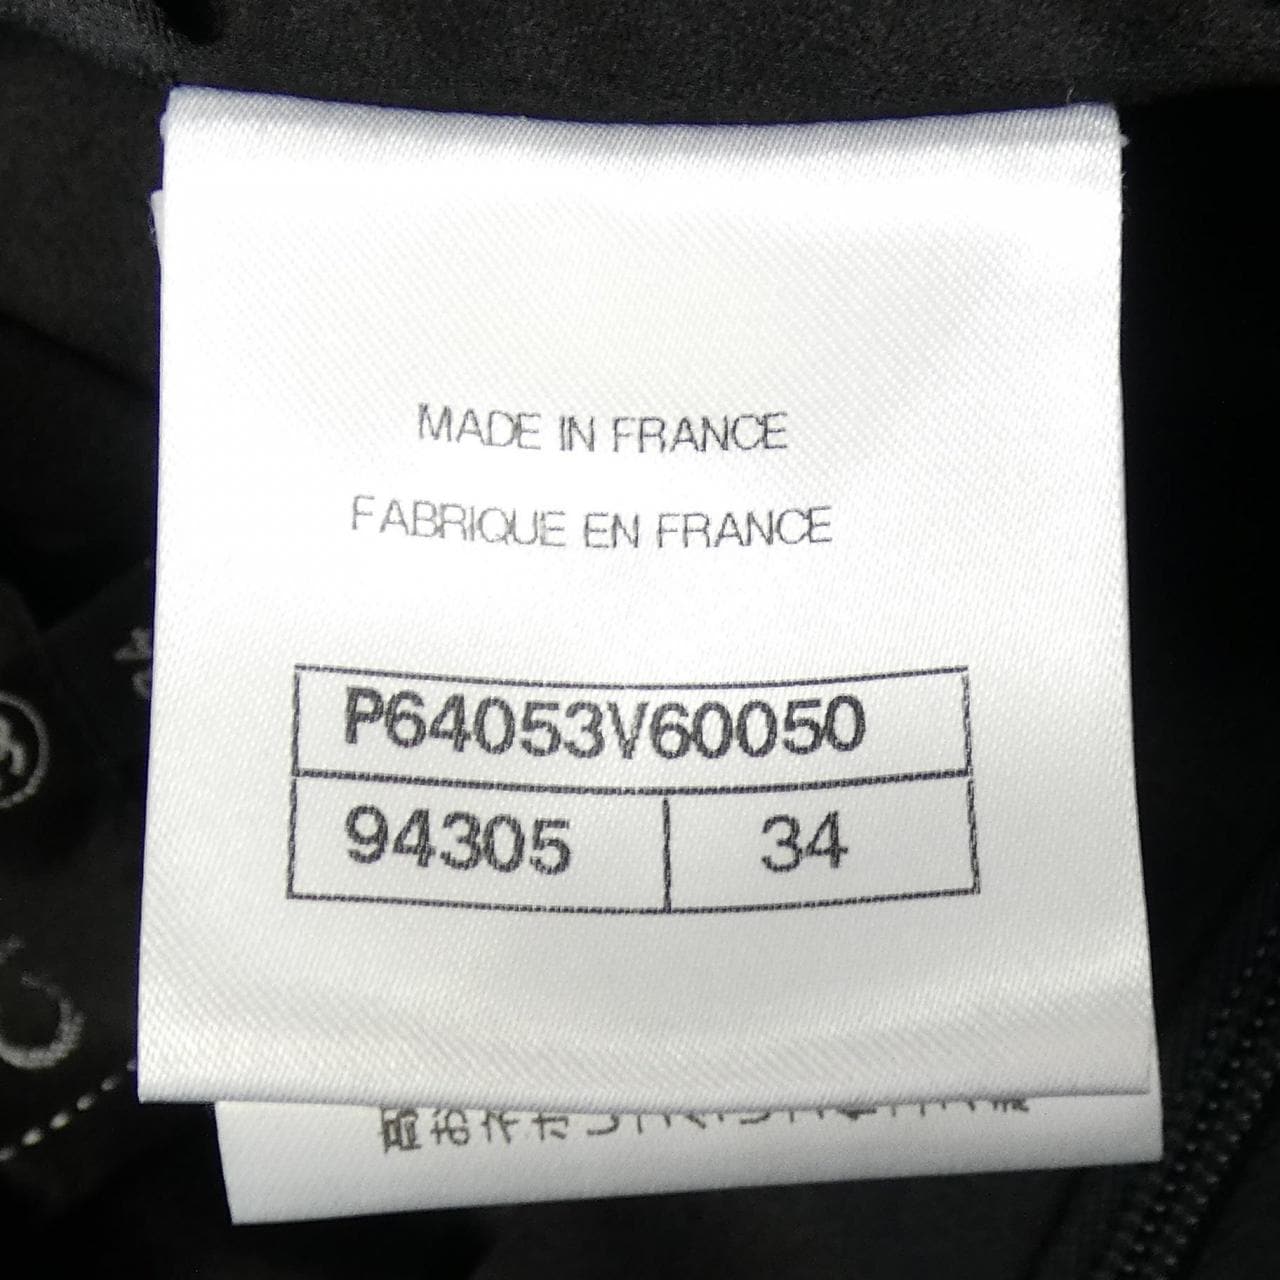 MADE IN FRANCE
FABRIQUE EN FRANCE
P64053V60050
94305 34